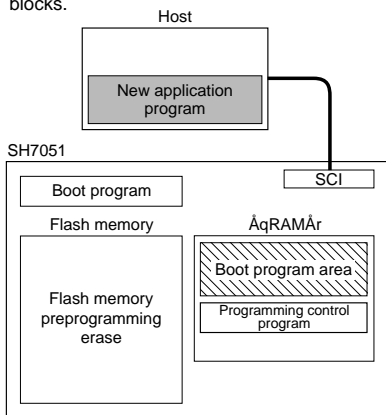 blocks.
Host
New application
program
SH7051
SCI
Boot program
Flash memory
ÅqRAMÅr
Boot program area
Flash memory
preprogramming
erase
Programming control
program